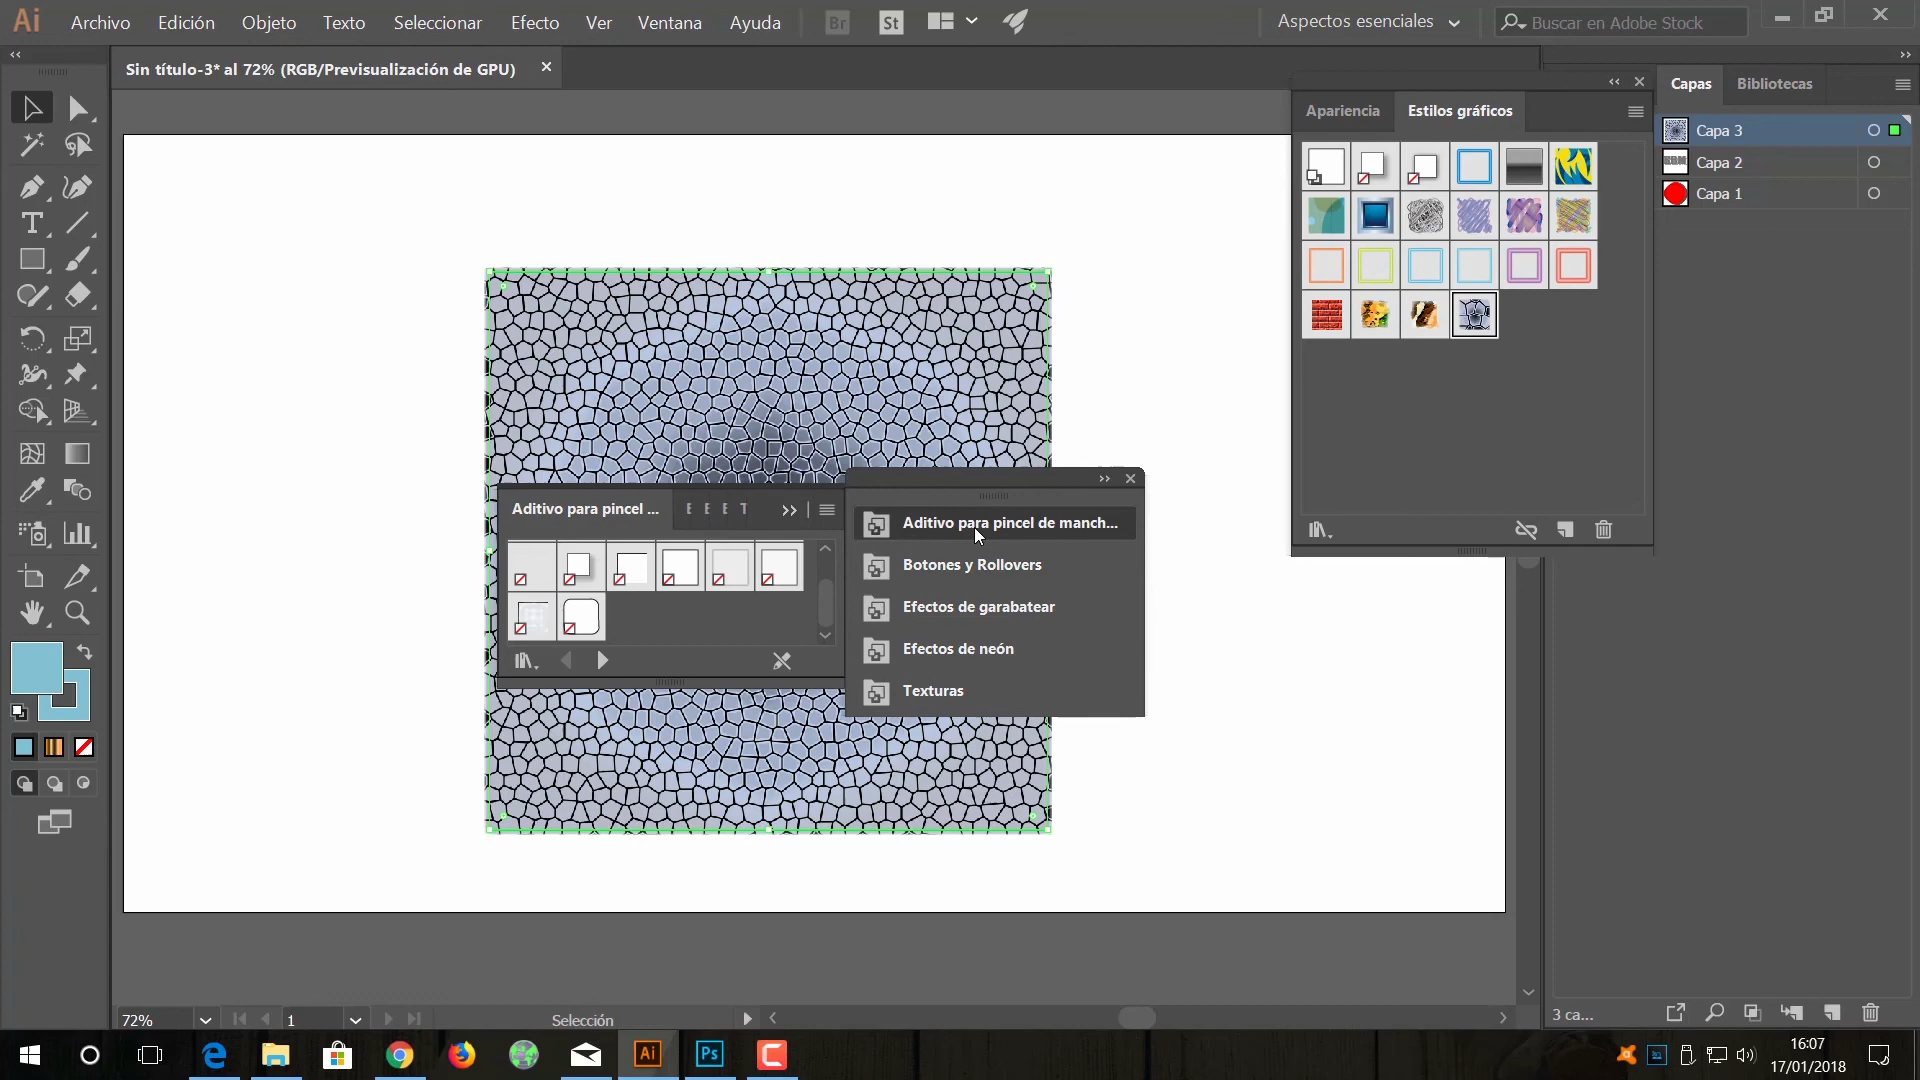 Ai Archivo Edición Objeto Texto Seleccionar Efecto Ver Ventana Ayuda Br St Aspectos esenciales Buscar en Adobe Stock
Sin título-3* al 72% (RGB/Previsualización de GPU)
Apariencia Estilos gráficos
Capas Bibliotecas
Capa 3
Capa 2
Capa 1
Aditivo para pincel ... E E E T
Aditivo para pincel de manch...
Botones y Rollovers
Efectos de garabatear
Efectos de neón
Texturas
72% 1 Selección
3 ca...
Ai Ps
16:07
17/01/2018